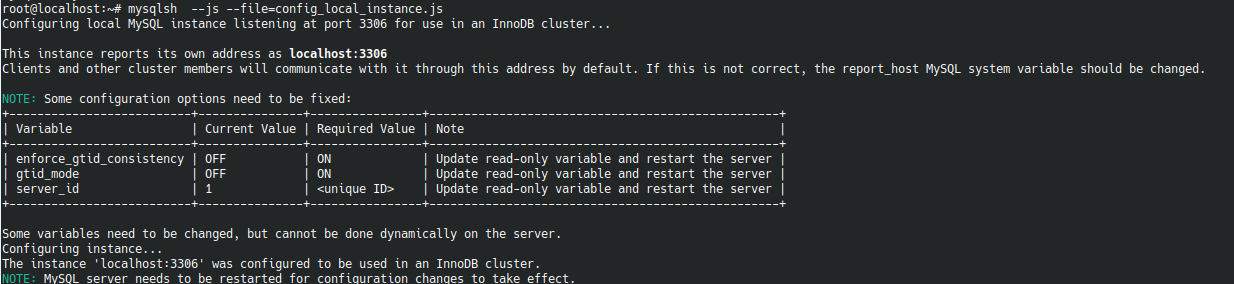 root@localhost:~# mysqlsh  --js --file=config_local_instance.js
Configuring local MySQL instance listening at port 3306 for use in an InnoDB cluster...

This instance reports its own address as localhost:3306
Clients and other cluster members will communicate with it through this address by default. If this is not correct, the report_host MySQL system variable should be changed.

NOTE: Some configuration options need to be fixed:
+--------------------------+---------------+----------------+--------------------------------------------------+
| Variable                 | Current Value | Required Value | Note                                             |
+--------------------------+---------------+----------------+--------------------------------------------------+
| enforce_gtid_consistency | OFF           | ON             | Update read-only variable and restart the server |
| gtid_mode                | OFF           | ON             | Update read-only variable and restart the server |
| server_id                | 1             | <unique ID>    | Update read-only variable and restart the server |
+--------------------------+---------------+----------------+--------------------------------------------------+

Some variables need to be changed, but cannot be done dynamically on the server.
Configuring instance...
The instance 'localhost:3306' was configured to be used in an InnoDB cluster.
NOTE: MySQL server needs to be restarted for configuration changes to take effect.